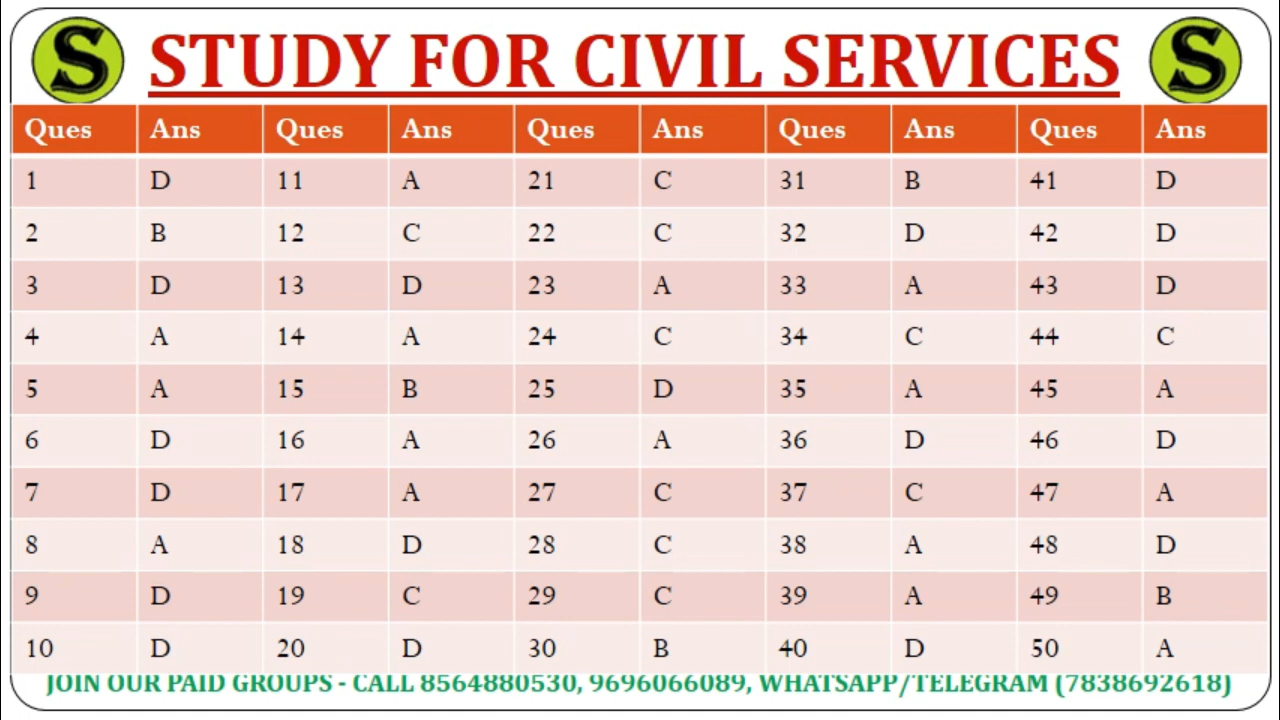 S STUDY FOR CIVIL SERVICES S
Ques Ans Ques Ans Ques Ans Ques Ans Ques Ans
1 D 11 A 21 C 31 B 41 D
2 B 12 C 22 C 32 D 42 D
3 D 13 D 23 A 33 A 43 D
4 A 14 A 24 C 34 C 44 C
5 A 15 B 25 D 35 A 45 A
6 D 16 A 26 A 36 D 46 D
7 D 17 A 27 C 37 C 47 A
8 A 18 D 28 C 38 A 48 D
9 D 19 C 29 C 39 A 49 B
10 D 20 D 30 B 40 D 50 A
JOIN OUR PAID GROUPS - CALL 8564880530, 9696066089, WHATSAPP/TELEGRAM (7838692618)